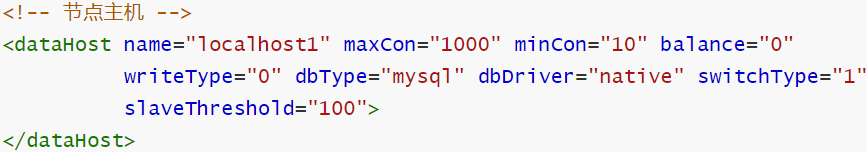 <!-- 节点主机 -->
<dataHost name="localhost1" maxCon="1000" minCon="10" balance="0"
writeType="0" dbType="mysql" dbDriver="native" switchType="1"
slaveThreshold="100">
</dataHost>